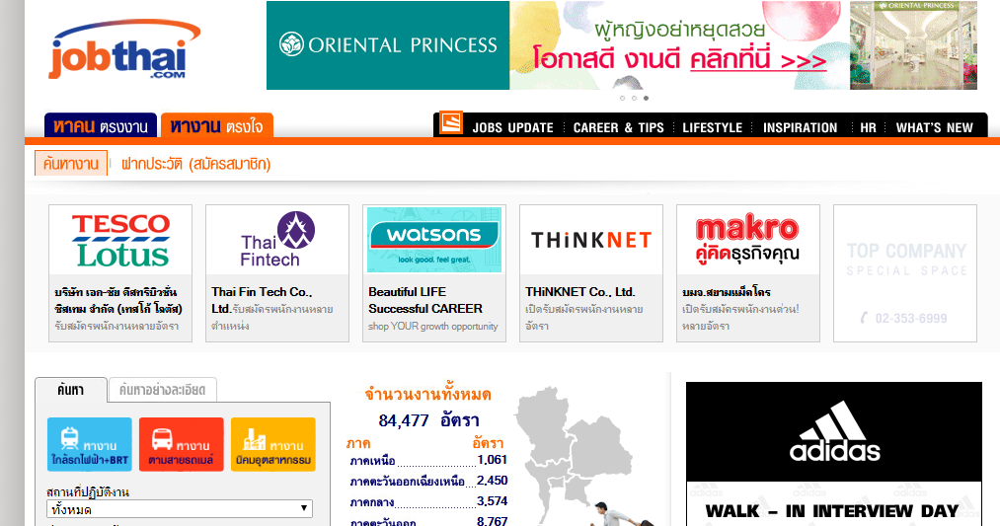 jobthai
.COM
ORIENTAL PRINCESS
ผู้หญิงอย่าหยุดสวย
โอกาสดี งานดี คลิกที่นี่ >>>
ORIENTAL PRINCESS
หาคน ตรงงาน
หางาน ตรงใจ
JOBS UPDATE
CAREER & TIPS
LIFESTYLE
INSPIRATION
HR
WHAT'S NEW
ค้นหางาน
ฝากประวัติ (สมัครสมาชิก)
TESCO
Lotus
บริษัท เอก-ชัย ดีสทริบิวชั่น
ซิสเทม จำกัด (เทสโก้ โลตัส)
รับสมัครพนักงานหลายอัตรา
Thai
Fintech
Thai Fin Tech Co.,
Ltd.รับสมัครพนักงานหลาย
ตำแหน่ง
watsons
look good. feel great.
Beautiful LIFE
Successful CAREER
shop YOUR growth opportunity
THiNKNET
THiNKNET Co., Ltd.
เปิดรับสมัครพนักงานหลาย
อัตรา
makro
คู่คิดธุรกิจคุณ
บมจ.สยามแม็คโคร
เปิดรับสมัครพนักงานด่วน!
หลายอัตรา
TOP COMPANY
SPECIAL SPACE
02-353-6999
ค้นหา
ค้นหาอย่างละเอียด
หางาน
ใกล้รถไฟฟ้า+BRT
หางาน
ตามสายรถเมล์
หางาน
นิคมอุตสาหกรรม
สถานที่ปฏิบัติงาน
ทั้งหมด
จำนวนงานทั้งหมด
84,477 อัตรา
ภาค อัตรา
ภาคเหนือ 1,061
ภาคตะวันออกเฉียงเหนือ 2,450
ภาคกลาง 3,574
ภาคตะวันออก 8,767
adidas
WALK - IN INTERVIEW DAY